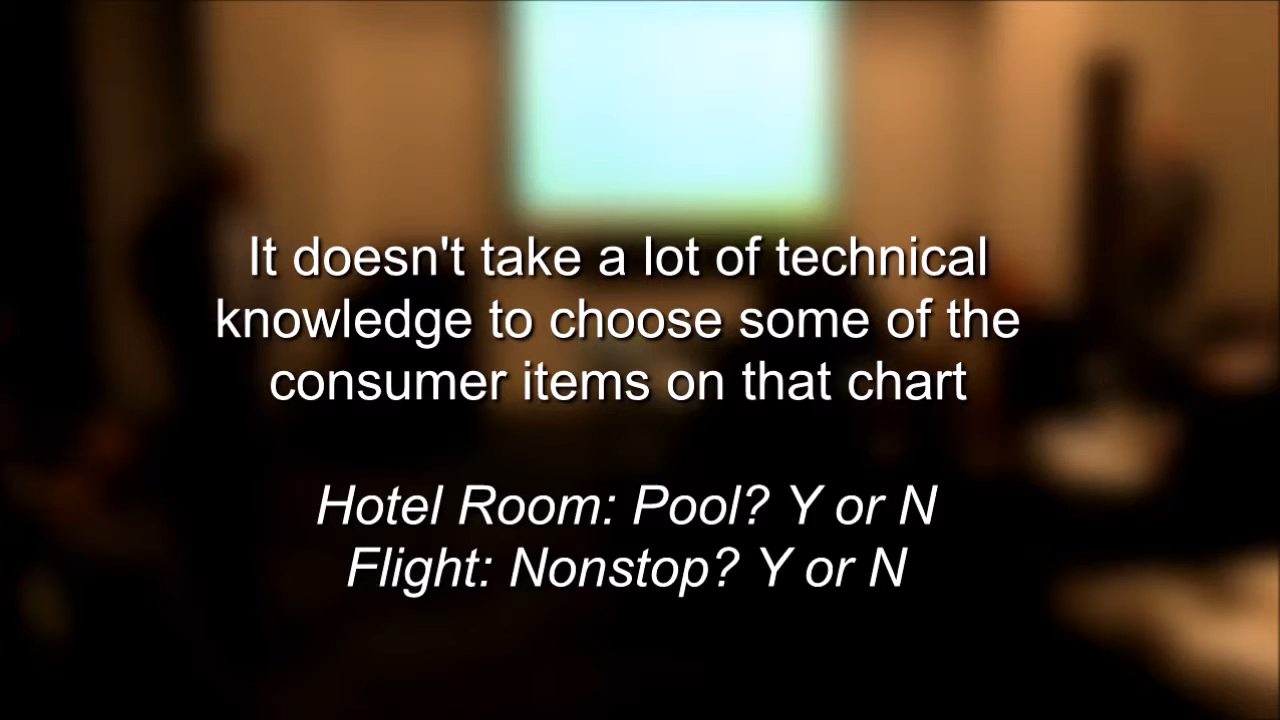 It doesn't take a lot of technical
knowledge to choose some of the
consumer items on that chart
Hotel Room: Pool? Y or N
Flight: Nonstop? Y or N